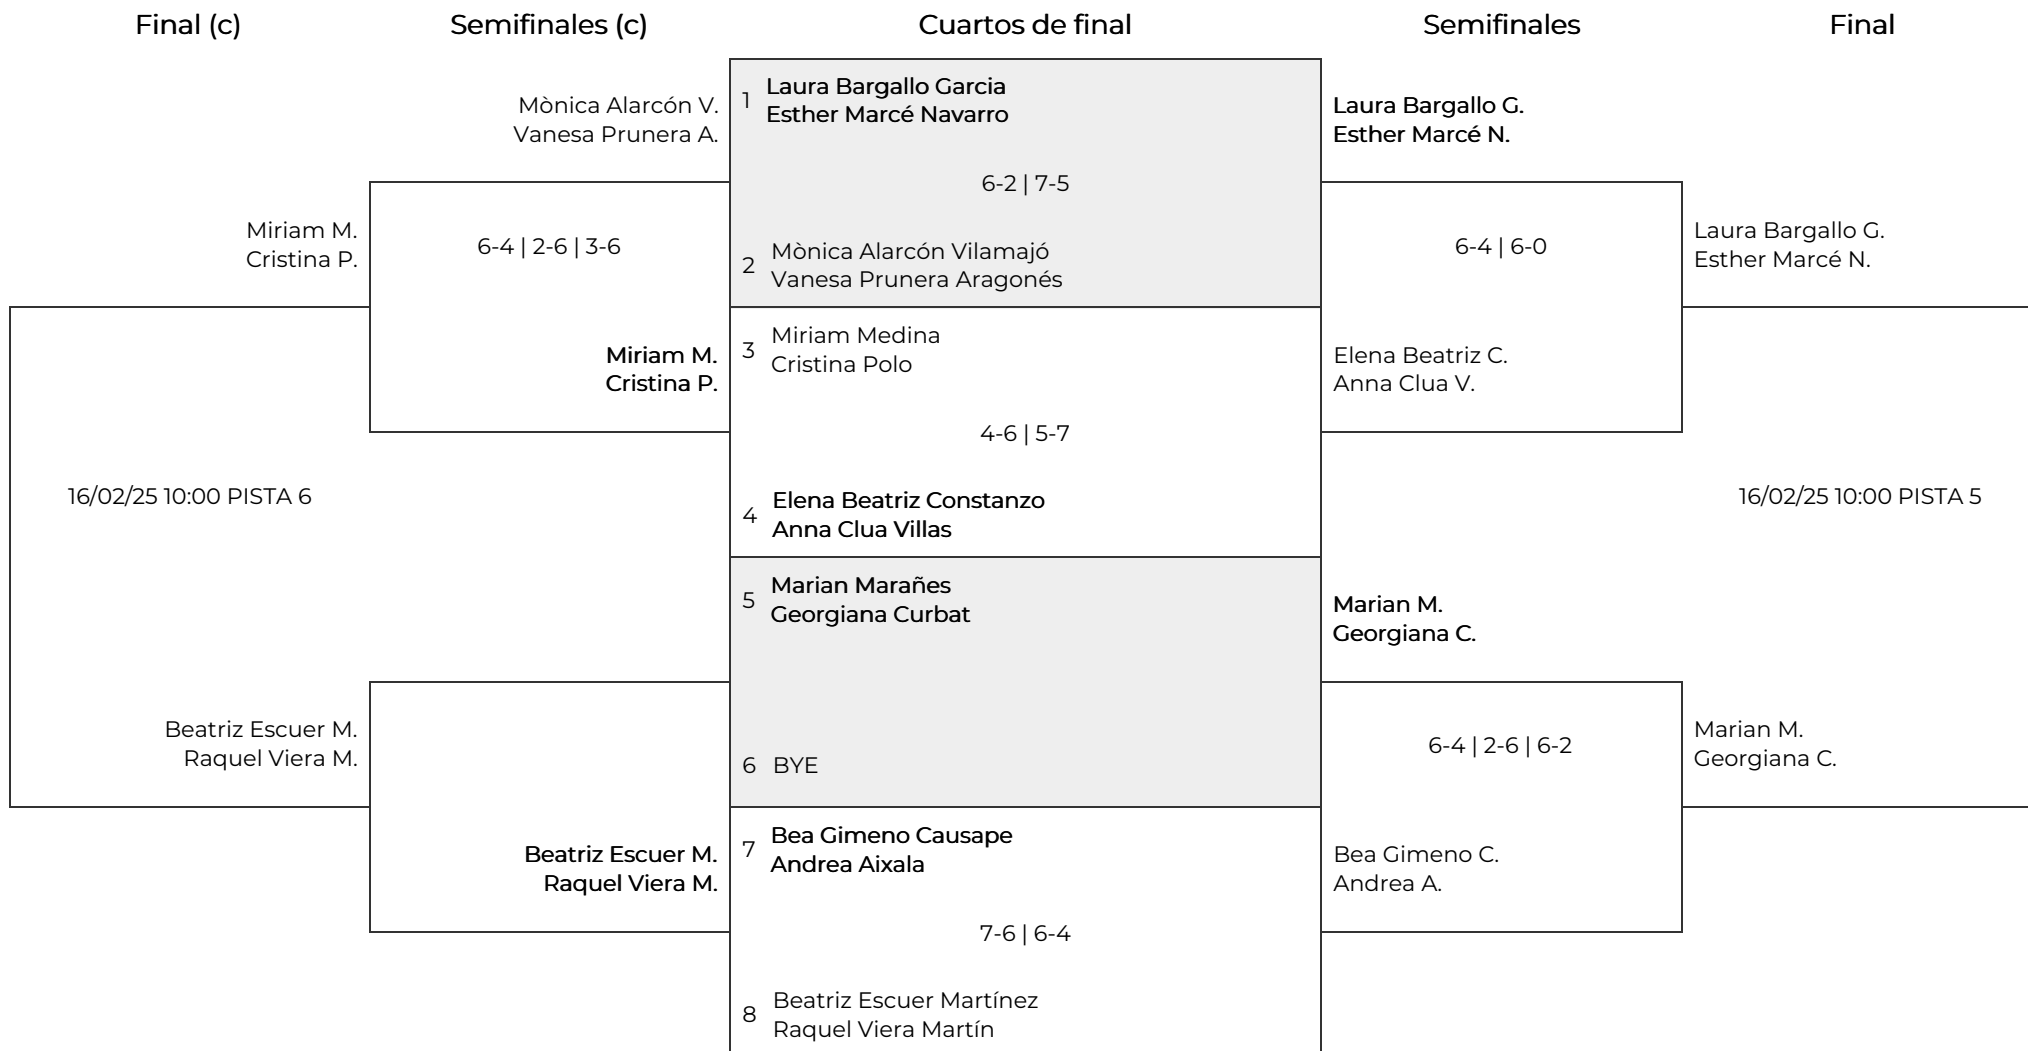 Final (c)
Semifinales (c)
Cuartos de final
Semifinales
Final
Mònica Alarcón V.
Vanesa Prunera A.
6-4 | 2-6 | 3-6
Miriam M.
Cristina P.
Miriam M.
Cristina P.
16/02/25 10:00 PISTA 6
Beatriz Escuer M.
Raquel Viera M.
Beatriz Escuer M.
Raquel Viera M.
1 Laura Bargallo Garcia
Esther Marcé Navarro
6-2 | 7-5
2 Mònica Alarcón Vilamajó
Vanesa Prunera Aragonés
3 Miriam Medina
Cristina Polo
4-6 | 5-7
4 Elena Beatriz Constanzo
Anna Clua Villas
5 Marian Marañes
Georgiana Curbat
6 BYE
7 Bea Gimeno Causape
Andrea Aixala
7-6 | 6-4
8 Beatriz Escuer Martínez
Raquel Viera Martín
Laura Bargallo G.
Esther Marcé N.
6-4 | 6-0
Elena Beatriz C.
Anna Clua V.
Marian M.
Georgiana C.
6-4 | 2-6 | 6-2
Bea Gimeno C.
Andrea A.
Laura Bargallo G.
Esther Marcé N.
16/02/25 10:00 PISTA 5
Marian M.
Georgiana C.